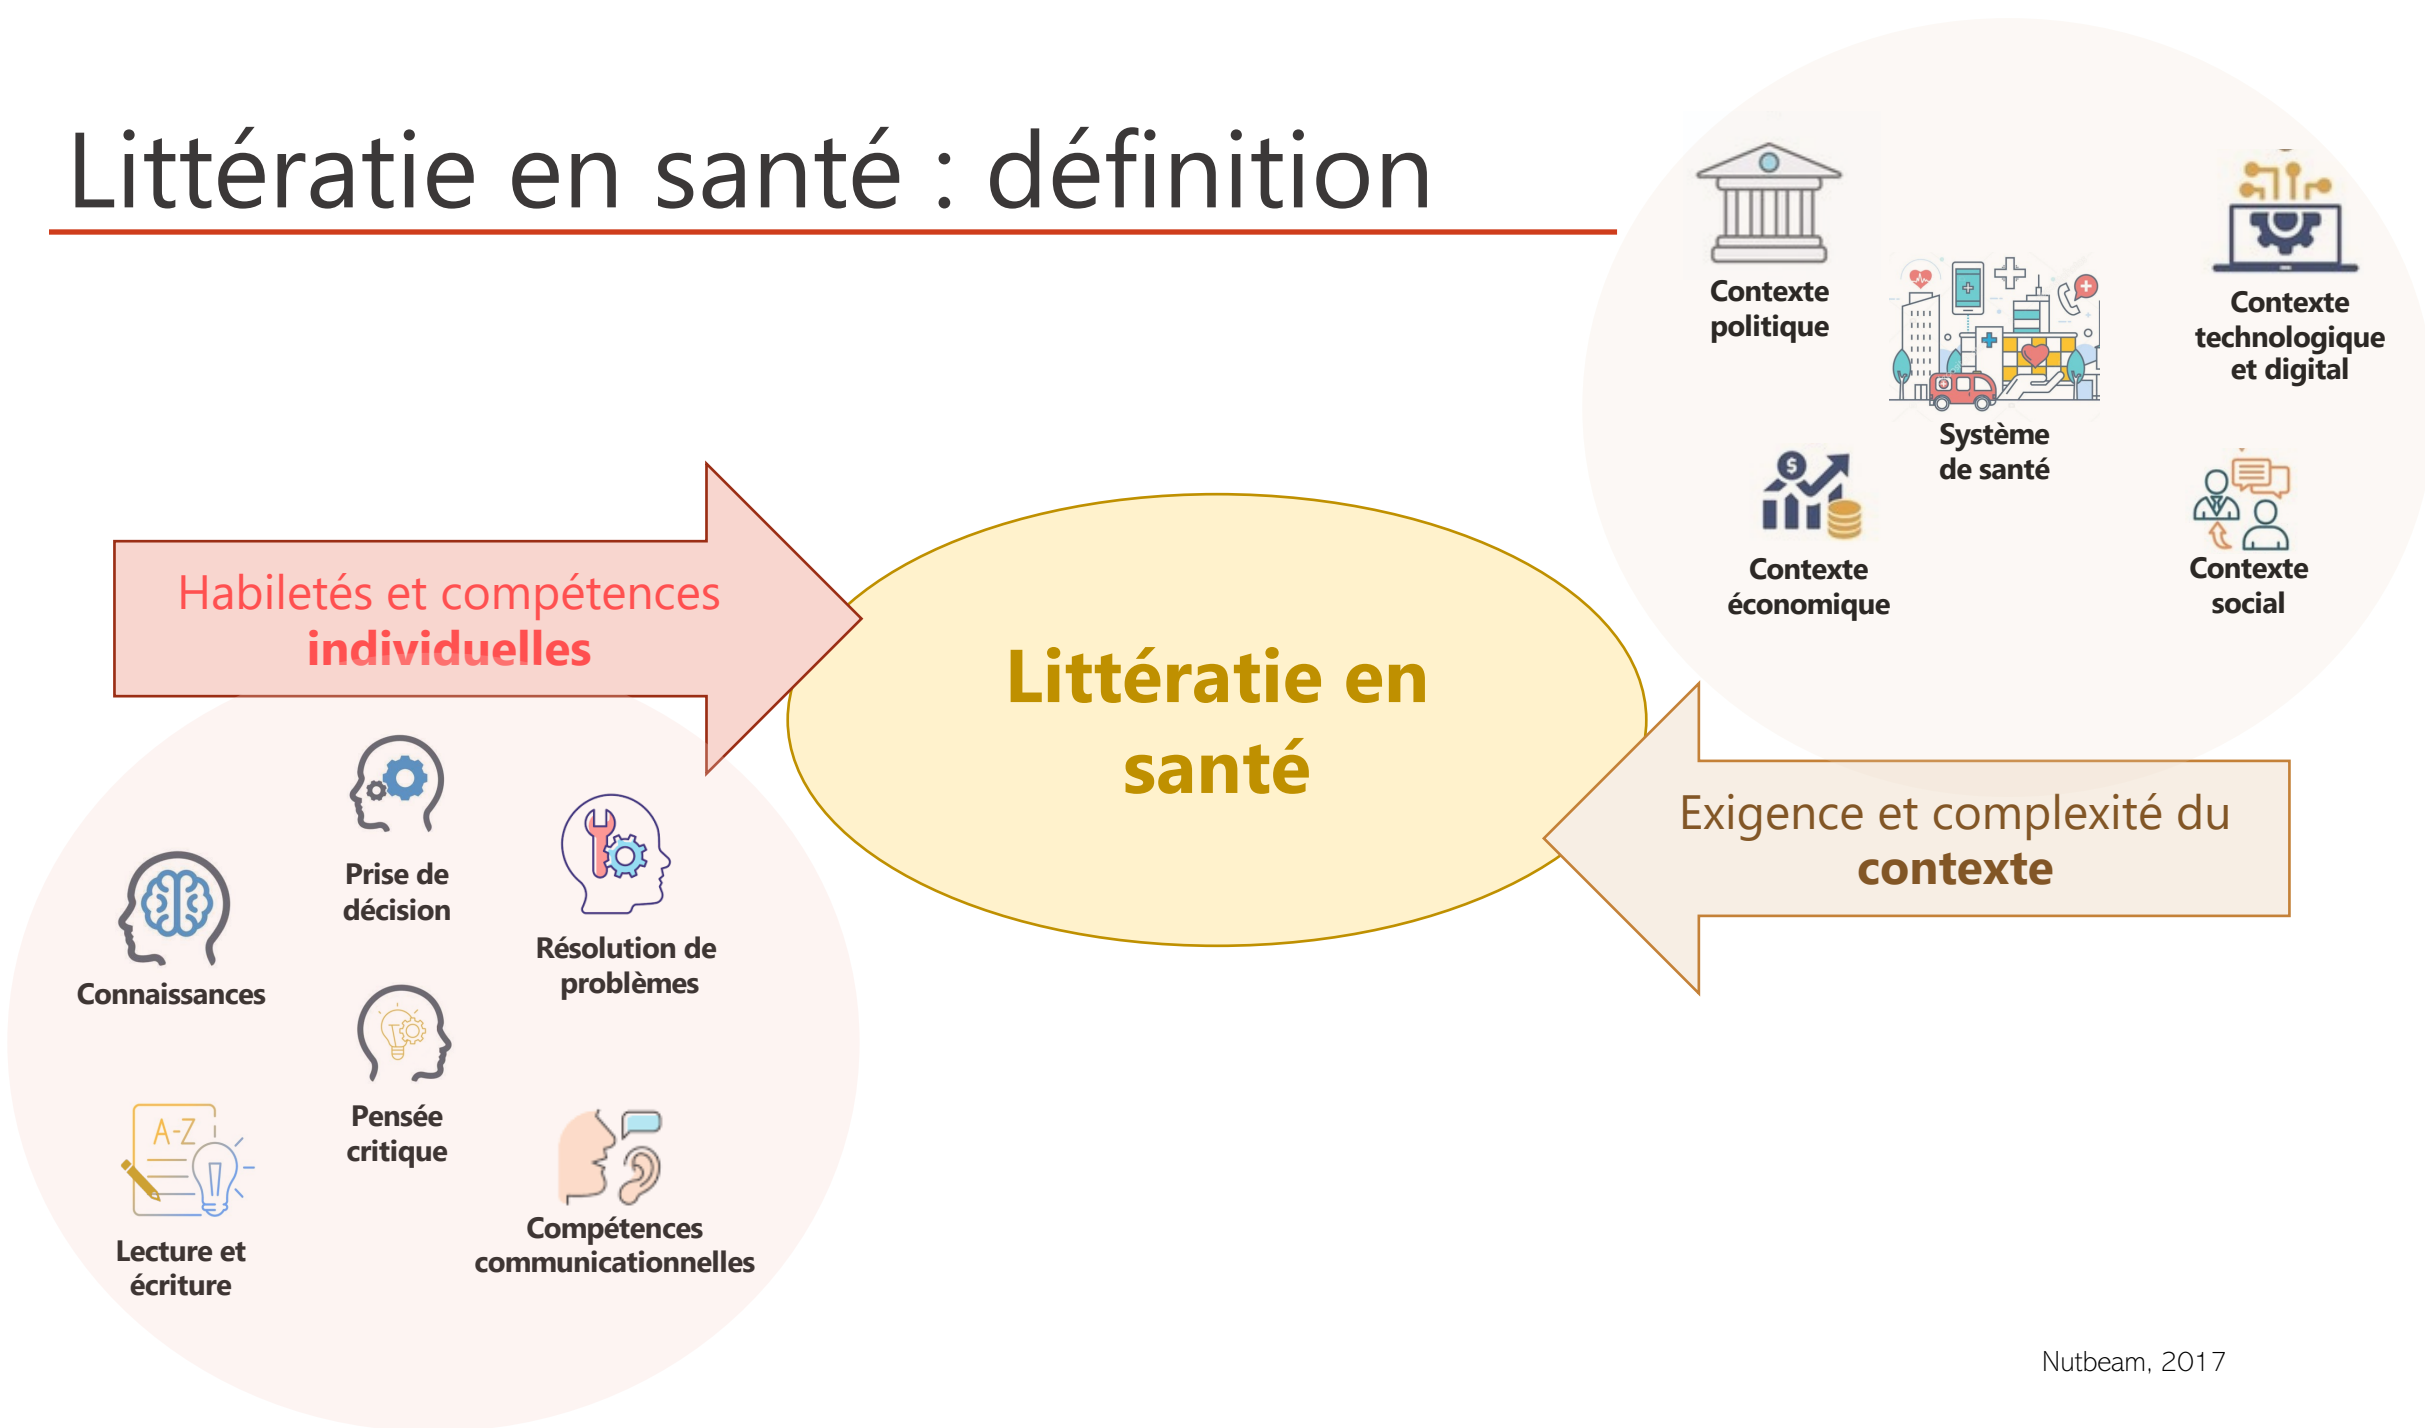 Littératie en santé : définition
Contexte
politique
Contexte
technologique
et digital
Système
de santé
Contexte
économique
Contexte
social
Habiletés et compétences
individuelles
Littératie en
santé
Exigence et complexité du
contexte
Prise de
décision
Résolution de
problèmes
Connaissances
Pensée
critique
A-Z
Lecture et
écriture
Compétences
communicationnelles
Nutbeam, 2017